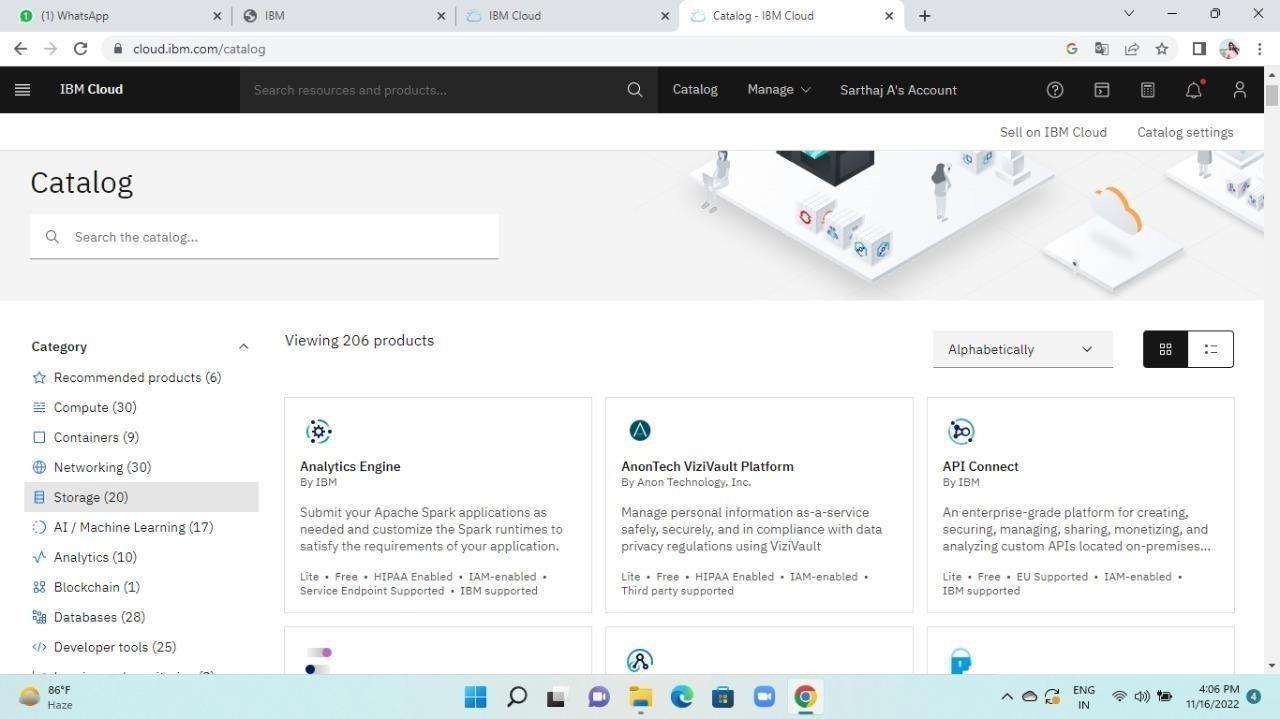 (1) WhatsApp
IBM
IBM Cloud
Catalog - IBM Cloud
cloud.ibm.com/catalog
IBM Cloud
Search resources and products...
Catalog
Manage
Sarthaj A's Account
Sell on IBM Cloud
Catalog settings
Catalog
Search the catalog...
Category
Recommended products (6)
Compute (30)
Containers (9)
Networking (30)
Storage (20)
AI / Machine Learning (17)
Analytics (10)
Blockchain (1)
Databases (28)
Developer tools (25)
Viewing 206 products
Alphabetically
Analytics Engine
By IBM
Submit your Apache Spark applications as
needed and customize the Spark runtimes to
satisfy the requirements of your application.
Lite • Free • HIPAA Enabled • IAM-enabled •
Service Endpoint Supported • IBM supported
AnonTech ViziVault Platform
By Anon Technology, Inc.
Manage personal information as-a-service
safely, securely, and in compliance with data
privacy regulations using ViziVault
Lite • Free • HIPAA Enabled • IAM-enabled •
Third party supported
API Connect
By IBM
An enterprise-grade platform for creating,
securing, managing, sharing, monetizing, and
analyzing custom APIs located on-premises...
Lite • Free • EU Supported • IAM-enabled •
IBM supported
86°F
Haze
ENG
IN
4:06 PM
11/16/2022
4